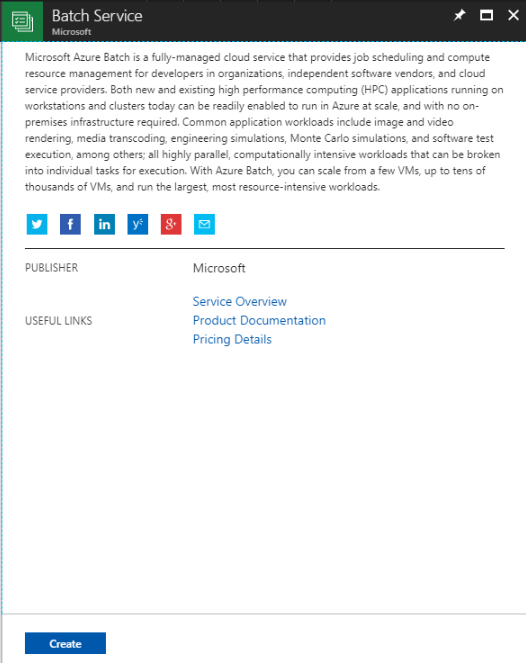 Batch Service
Microsoft
Microsoft Azure Batch is a fully-managed cloud service that provides job scheduling and compute
resource management for developers in organizations, independent software vendors, and cloud
service providers. Both new and existing high performance computing (HPC) applications running on
workstations and clusters today can be readily enabled to run in Azure at scale, and with no on-
premises infrastructure required. Common application workloads include image and video
rendering, media transcoding, engineering simulations, Monte Carlo simulations, and software test
execution, among others; all highly parallel, computationally intensive workloads that can be broken
into individual tasks for execution. With Azure Batch, you can scale from a few VMs, up to tens of
thousands of VMs, and run the largest, most resource-intensive workloads.
f in y g+
PUBLISHER Microsoft
Service Overview
USEFUL LINKS Product Documentation
Pricing Details
Create